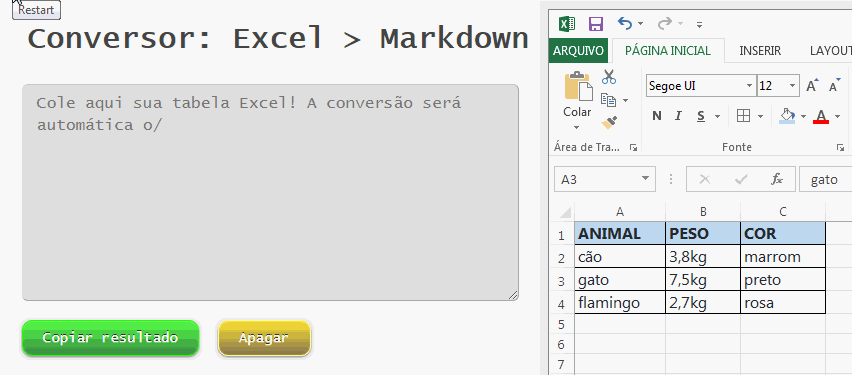 Restart
Conversor: Excel > Markdown
Cole aqui sua tabela Excel! A conversão será
automática o/
Copiar resultado
Apagar
ARQUIVO
PÁGINA INICIAL
INSERIR
LAYOUT
Colar
Segoe UI
12
A
A
N
I
S
A
Área de Tra...
Fonte
A3
fx
gato
A
B
C
1
ANIMAL
PESO
COR
2
cão
3,8kg
marrom
3
gato
7,5kg
preto
4
flamingo
2,7kg
rosa
5
6
7